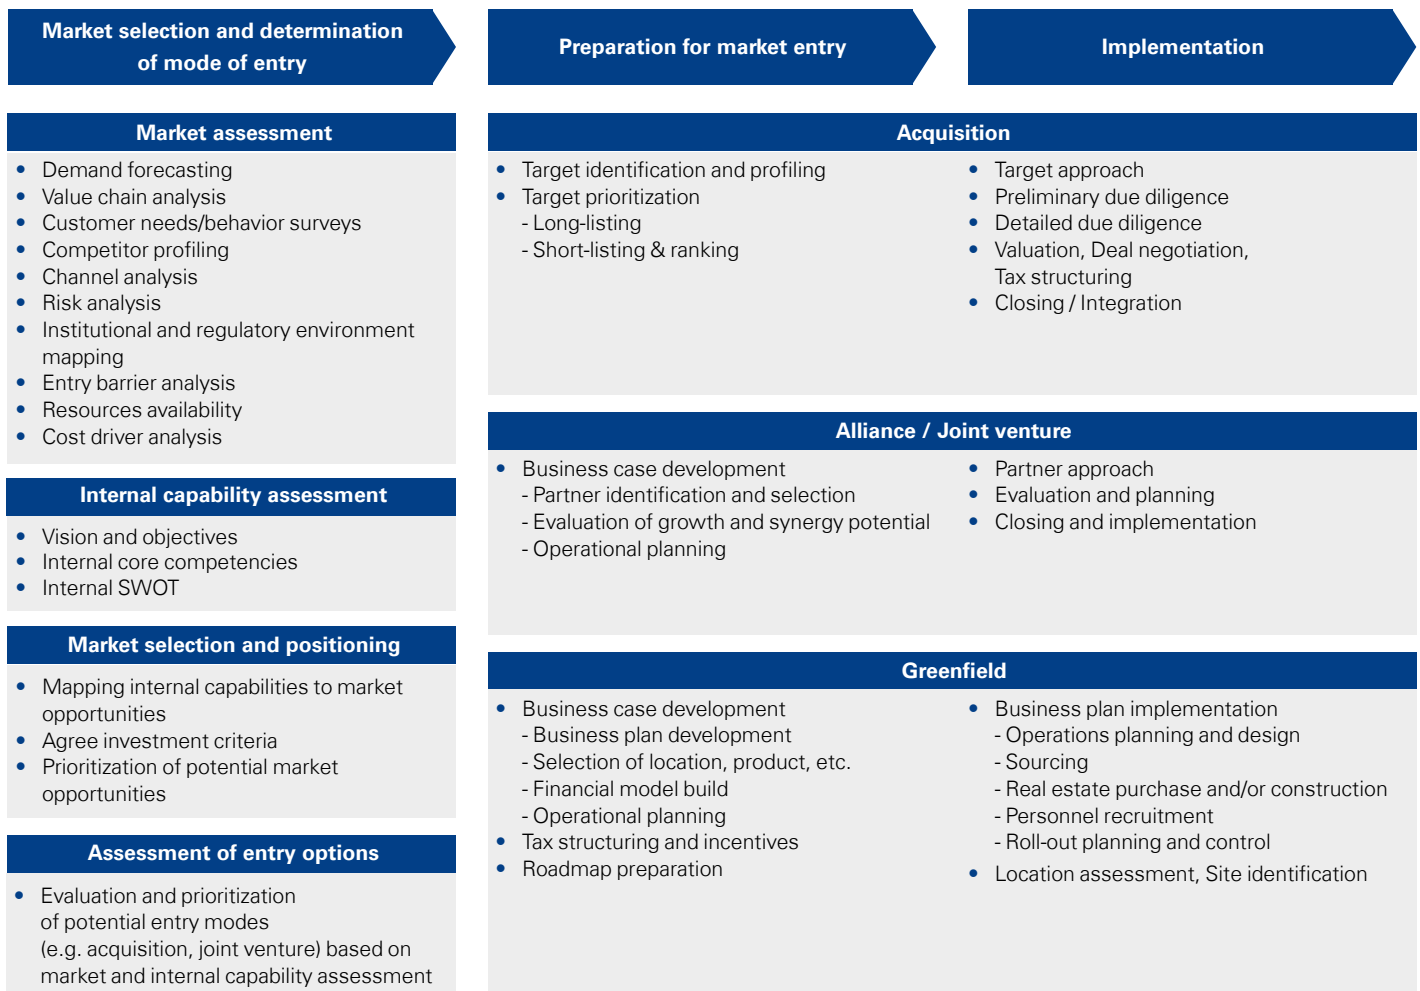 Market selection and determination
of mode of entry
Preparation for market entry
Implementation
Market assessment
• Demand forecasting
• Value chain analysis
• Customer needs/behavior surveys
• Competitor profiling
• Channel analysis
• Risk analysis
• Institutional and regulatory environment
mapping
• Entry barrier analysis
• Resources availability
• Cost driver analysis
Internal capability assessment
• Vision and objectives
• Internal core competencies
• Internal SWOT
Market selection and positioning
• Mapping internal capabilities to market
opportunities
• Agree investment criteria
• Prioritization of potential market
opportunities
Assessment of entry options
• Evaluation and prioritization
of potential entry modes
(e.g. acquisition, joint venture) based on
market and internal capability assessment
Acquisition
• Target identification and profiling
• Target prioritization
- Long-listing
- Short-listing & ranking
• Target approach
• Preliminary due diligence
• Detailed due diligence
• Valuation, Deal negotiation,
Tax structuring
• Closing / Integration
Alliance / Joint venture
• Business case development
- Partner identification and selection
- Evaluation of growth and synergy potential
- Operational planning
• Partner approach
• Evaluation and planning
• Closing and implementation
Greenfield
• Business case development
- Business plan development
- Selection of location, product, etc.
- Financial model build
- Operational planning
• Tax structuring and incentives
• Roadmap preparation
• Business plan implementation
- Operations planning and design
- Sourcing
- Real estate purchase and/or construction
- Personnel recruitment
- Roll-out planning and control
• Location assessment, Site identification